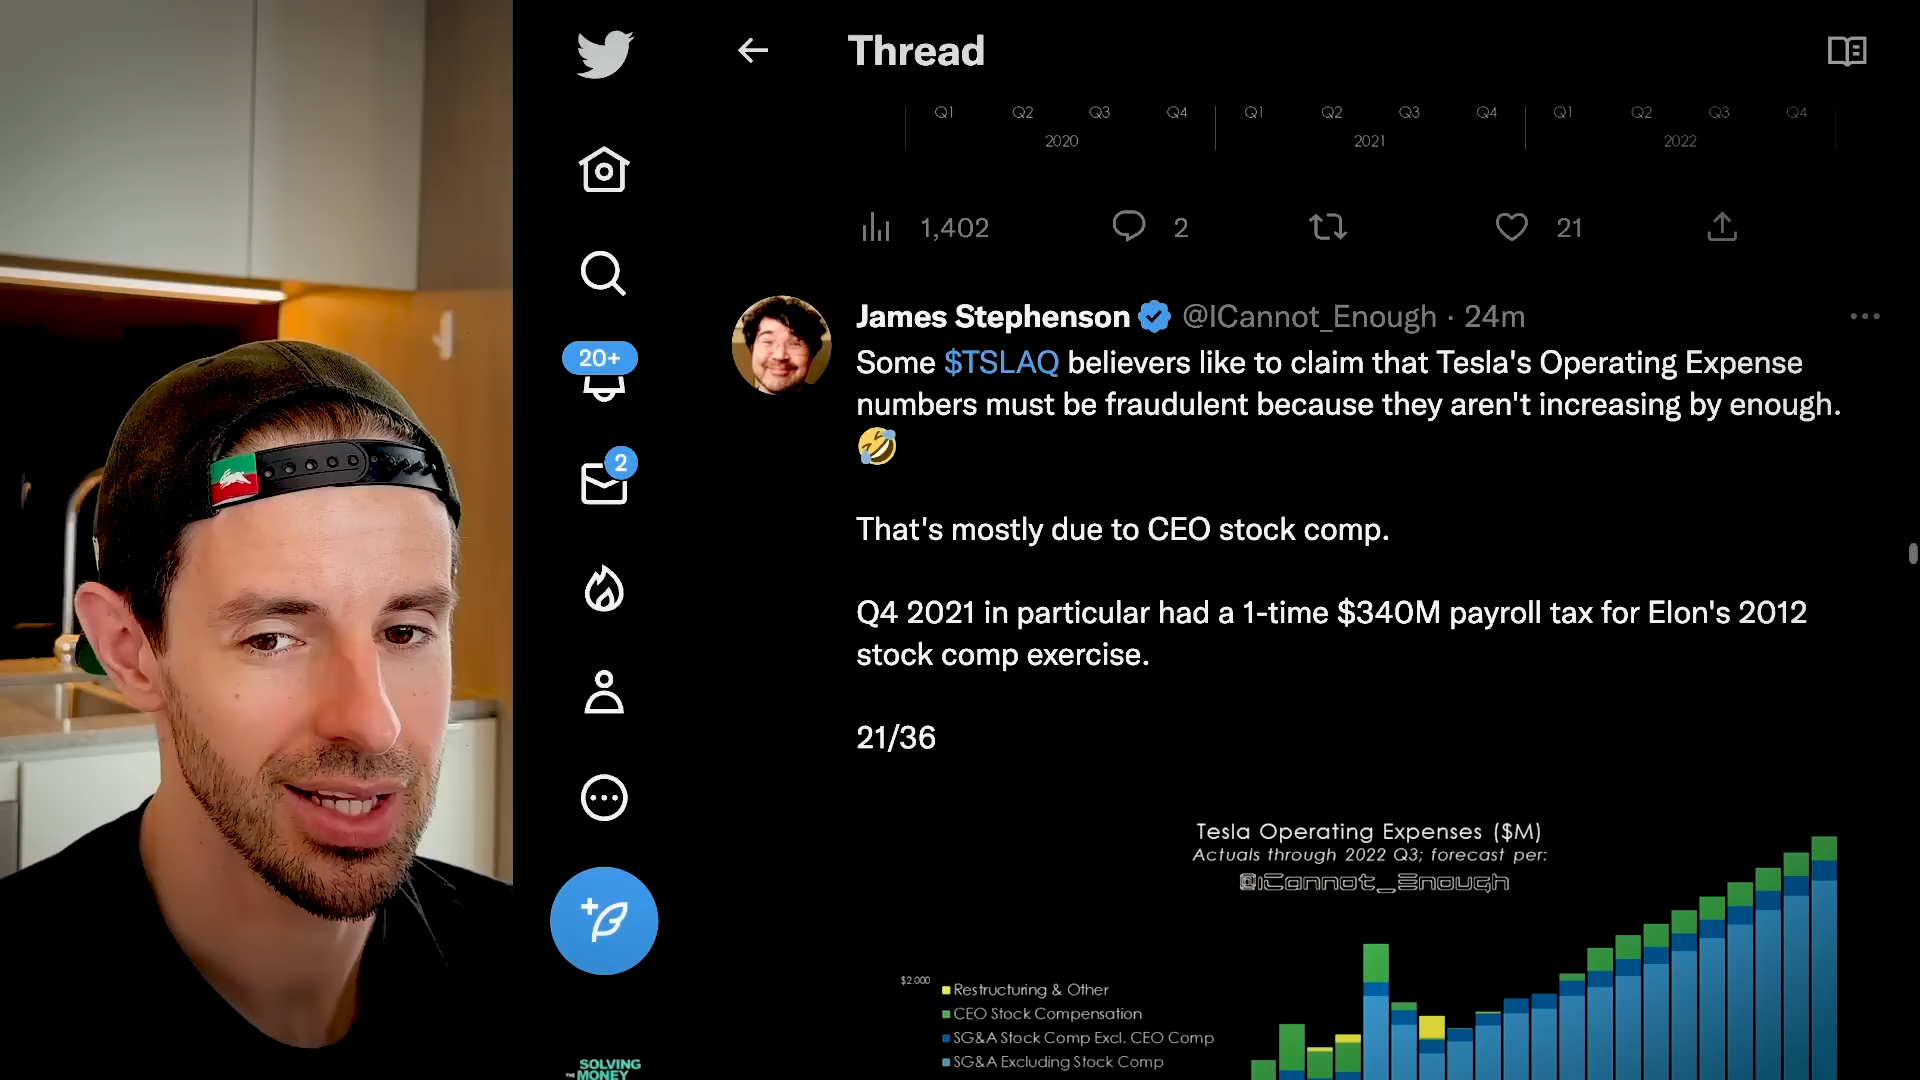 Thread
Q1 Q2 Q3 Q4 Q1 Q2 Q3 Q4 Q1 Q2 Q3 Q4
2020 2021 2022
1,402 2 21
20+
2
James Stephenson @ICannot_Enough · 24m
Some $TSLAQ believers like to claim that Tesla's Operating Expense
numbers must be fraudulent because they aren't increasing by enough.
🤣
That's mostly due to CEO stock comp.
Q4 2021 in particular had a 1-time $340M payroll tax for Elon's 2012
stock comp exercise.
21/36
Tesla Operating Expenses ($M)
Actuals through 2022 Q3; forecast per:
@iCannot_Enough
$2,000
Restructuring & Other
CEO Stock Compensation
SG&A Stock Comp Excl. CEO Comp
SG&A Excluding Stock Comp
SOLVING
THE MONEY